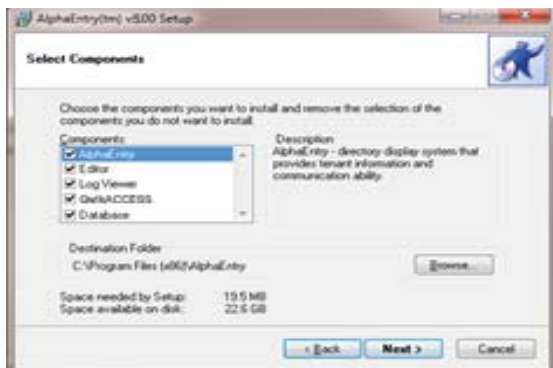 AlphaEntry(tm) v5.00 Setup
Select Components
Choose the components you want to install and remove the selection of the
components you do not want to install.
Components
AlphaEntry
Editor
Log Viewer
QwikACCESS
Database
Description
AlphaEntry - directory display system that
provides tenant information and
communication ability.
Destination Folder
C:\Program Files (x86)\AlphaEntry
Browse...
Space needed by Setup: 19.5 MB
Space available on disk: 22.6 GB
< Back
Next >
Cancel